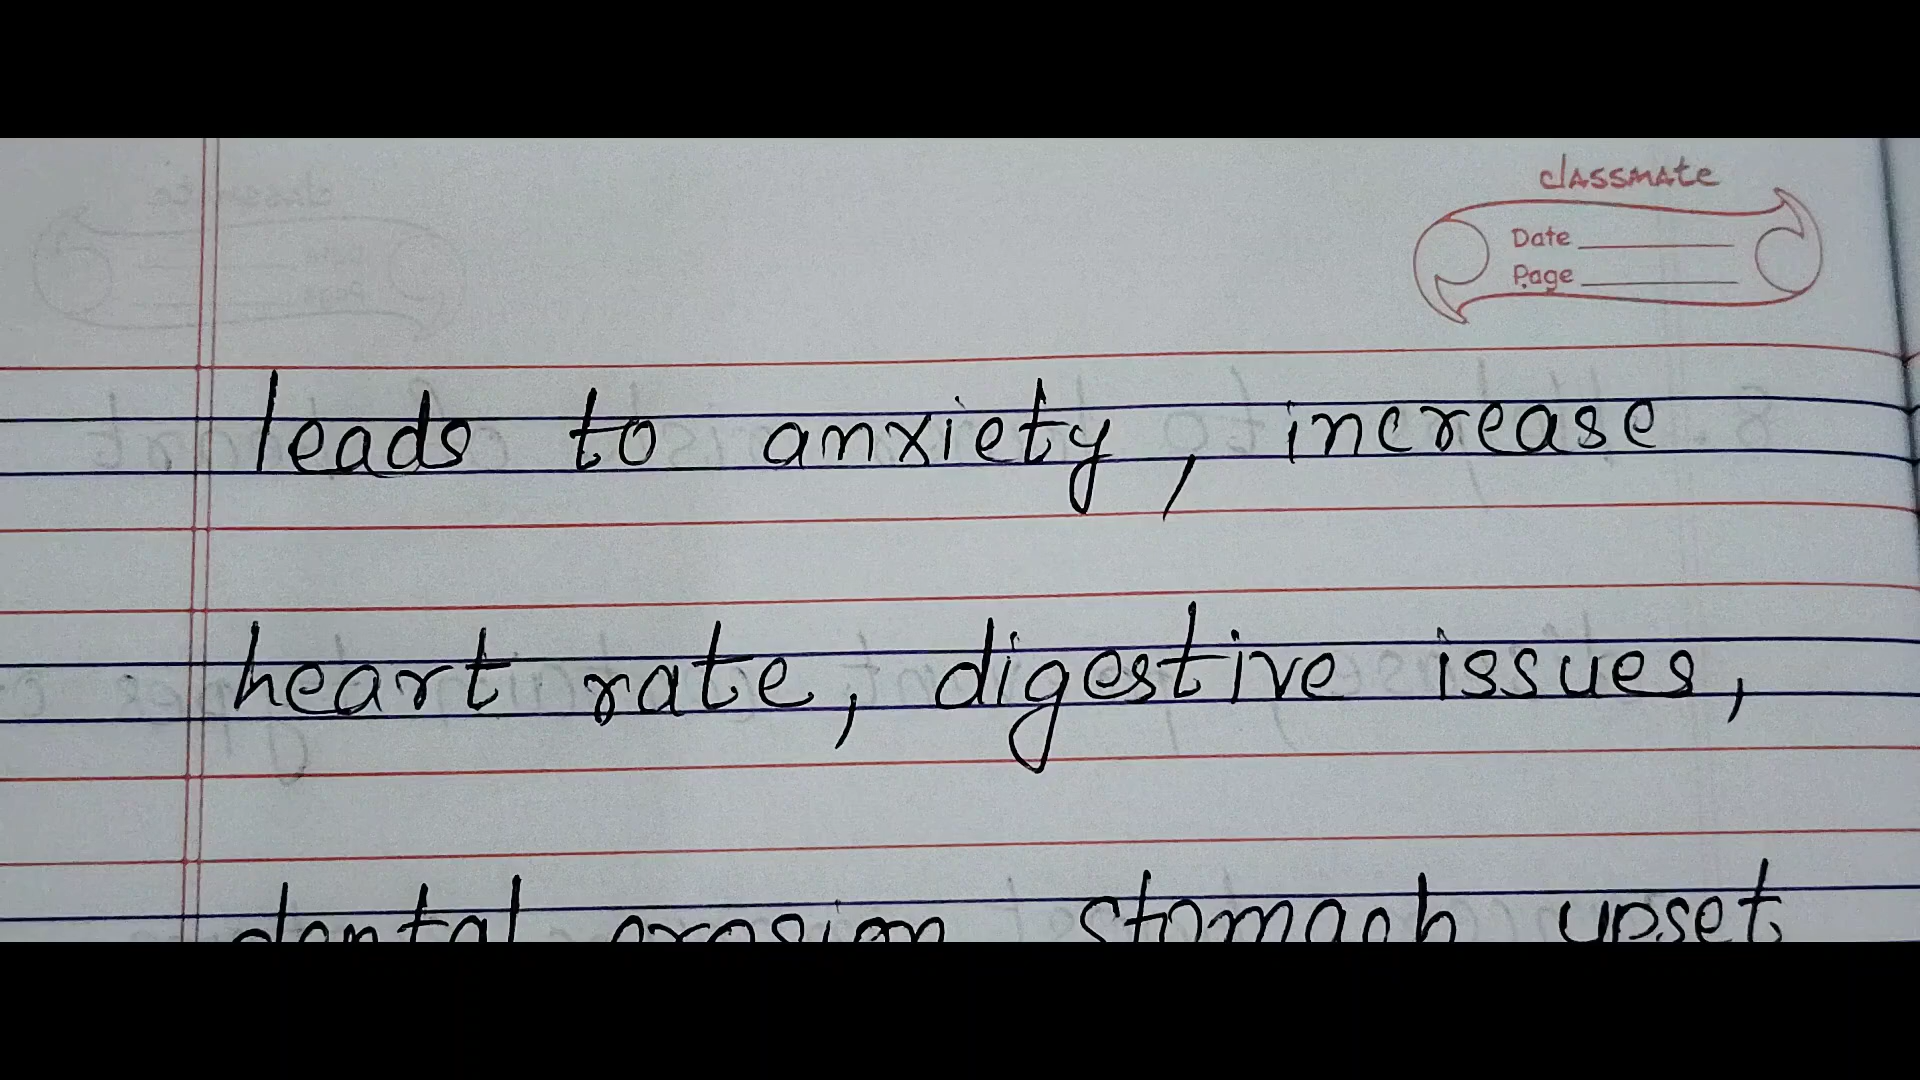 classmate
Date
Page
leads to anxiety, increase
heart rate, digestive issues,
dental erosion stomach upset